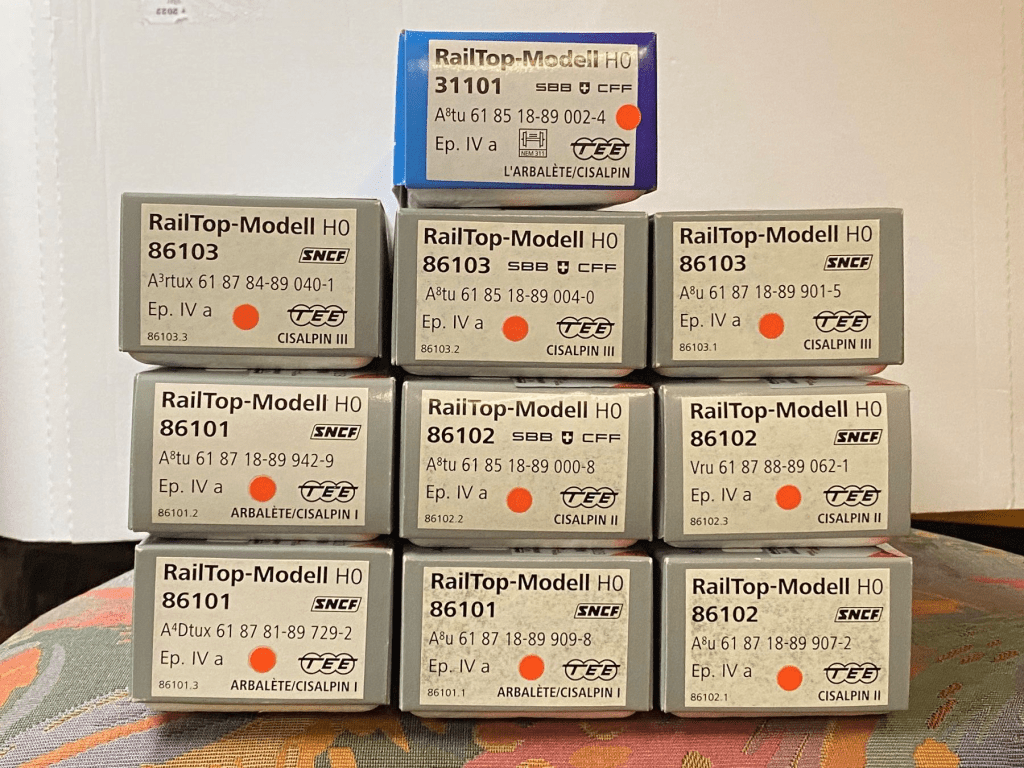 2022
RailTop-Modell H0
31101 SBB CFF
A⁸tu 61 85 18-89 002-4
Ep. IV a NEM 311 TEE
L'ARBALÈTE/CISALPIN
RailTop-Modell H0
86103 SNCF
A³rtux 61 87 84-89 040-1
Ep. IV a TEE
86103.3 CISALPIN III
RailTop-Modell H0
86103 SBB CFF
A⁸tu 61 85 18-89 004-0
Ep. IV a TEE
86103.2 CISALPIN III
RailTop-Modell H0
86103 SNCF
A⁸u 61 87 18-89 901-5
Ep. IV a TEE
86103.1 CISALPIN III
RailTop-Modell H0
86101 SNCF
A⁸tu 61 87 18-89 942-9
Ep. IV a TEE
86101.2 ARBALÈTE/CISALPIN I
RailTop-Modell H0
86102 SBB CFF
A⁸tu 61 85 18-89 000-8
Ep. IV a TEE
86102.2 CISALPIN II
RailTop-Modell H0
86102 SNCF
Vru 61 87 88-89 062-1
Ep. IV a TEE
86102.3 CISALPIN II
RailTop-Modell H0
86101 SNCF
A⁴Dtux 61 87 81-89 729-2
Ep. IV a TEE
86101.3 ARBALÈTE/CISALPIN I
RailTop-Modell H0
86101 SNCF
A⁸u 61 87 18-89 909-8
Ep. IV a TEE
86101.1 ARBALÈTE/CISALPIN I
RailTop-Modell H0
86102 SNCF
A⁸u 61 87 18-89 907-2
Ep. IV a TEE
86102.1 CISALPIN II